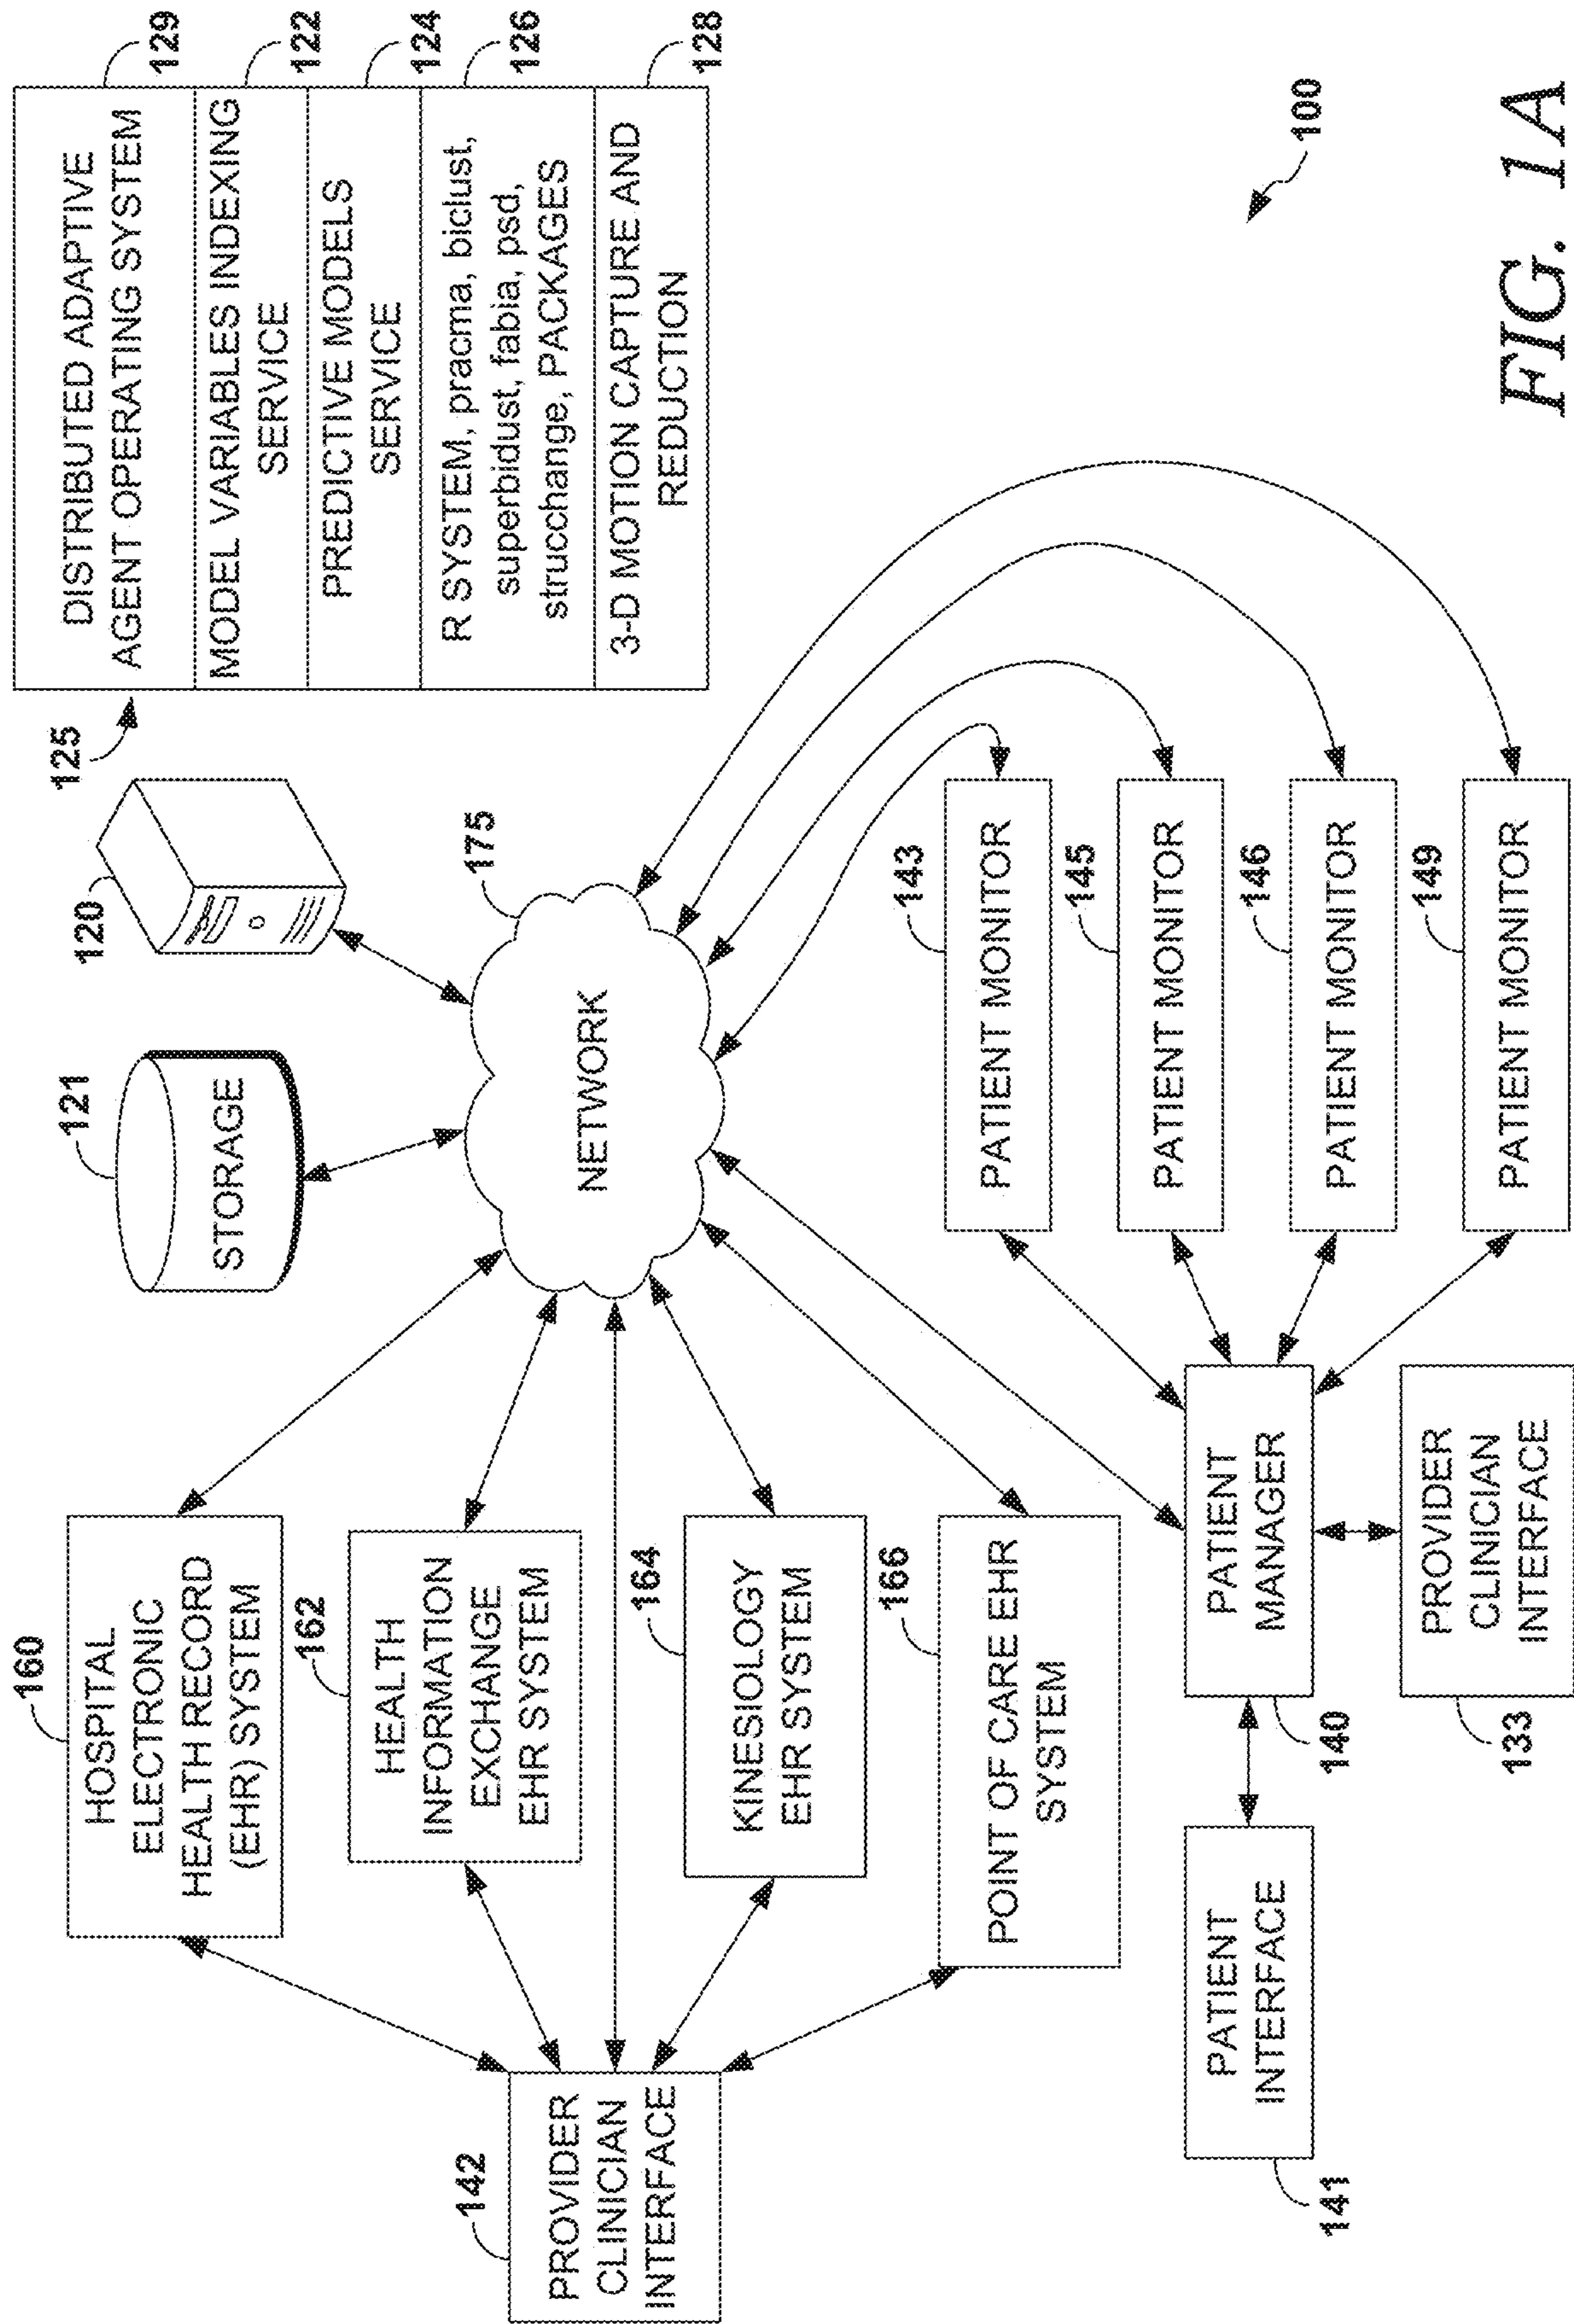 160
HOSPITAL
ELECTRONIC
HEALTH RECORD
(EHR) SYSTEM
121
STORAGE
120
125
DISTRIBUTED ADAPTIVE
AGENT OPERATING SYSTEM
129
MODEL VARIABLES INDEXING
SERVICE
122
PREDICTIVE MODELS
SERVICE
124
R SYSTEM, pracma, biclust,
superbidust, fabia, psd,
strucchange, PACKAGES
126
3-D MOTION CAPTURE AND
REDUCTION
128
162
HEALTH
INFORMATION
EXCHANGE
EHR SYSTEM
175
NETWORK
142
PROVIDER
CLINICIAN
INTERFACE
164
KINESIOLOGY
EHR SYSTEM
166
POINT OF CARE EHR
SYSTEM
143
PATIENT MONITOR
145
PATIENT MONITOR
146
PATIENT MONITOR
149
PATIENT MONITOR
PATIENT
INTERFACE
141
PATIENT
MANAGER
140
PROVIDER
CLINICIAN
INTERFACE
133
100
FIG. 1A